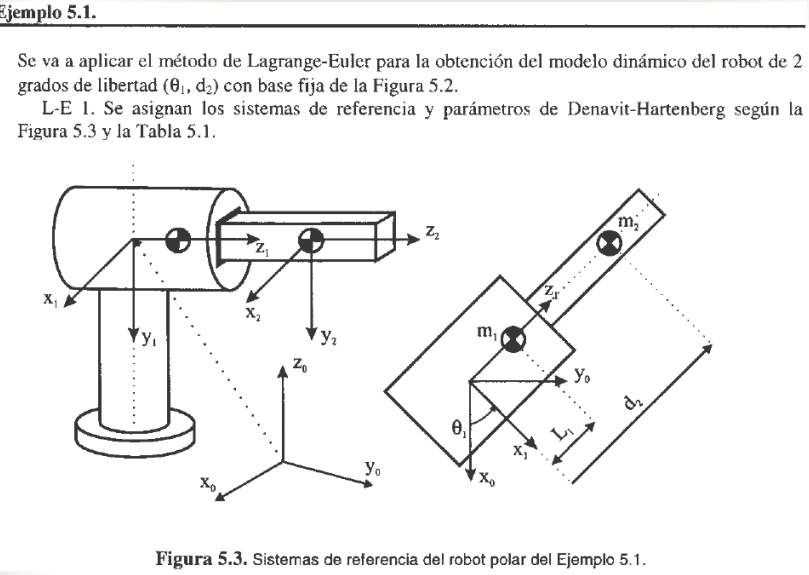 Ejemplo 5.1.
Se va a aplicar el método de Lagrange-Euler para la obtención del modelo dinámico del robot de 2
grados de libertad (θ₁, d₂) con base fija de la Figura 5.2.
L-E 1. Se asignan los sistemas de referencia y parámetros de Denavit-Hartenberg según la
Figura 5.3 y la Tabla 5.1.
z₁
z₂
x₁
y₁
x₂
y₂
z₀
x₀
y₀
m₂
zᵣ
m₁
y₀
θ₁
x₁
L₁
d₂
x₀
Figura 5.3. Sistemas de referencia del robot polar del Ejemplo 5.1.